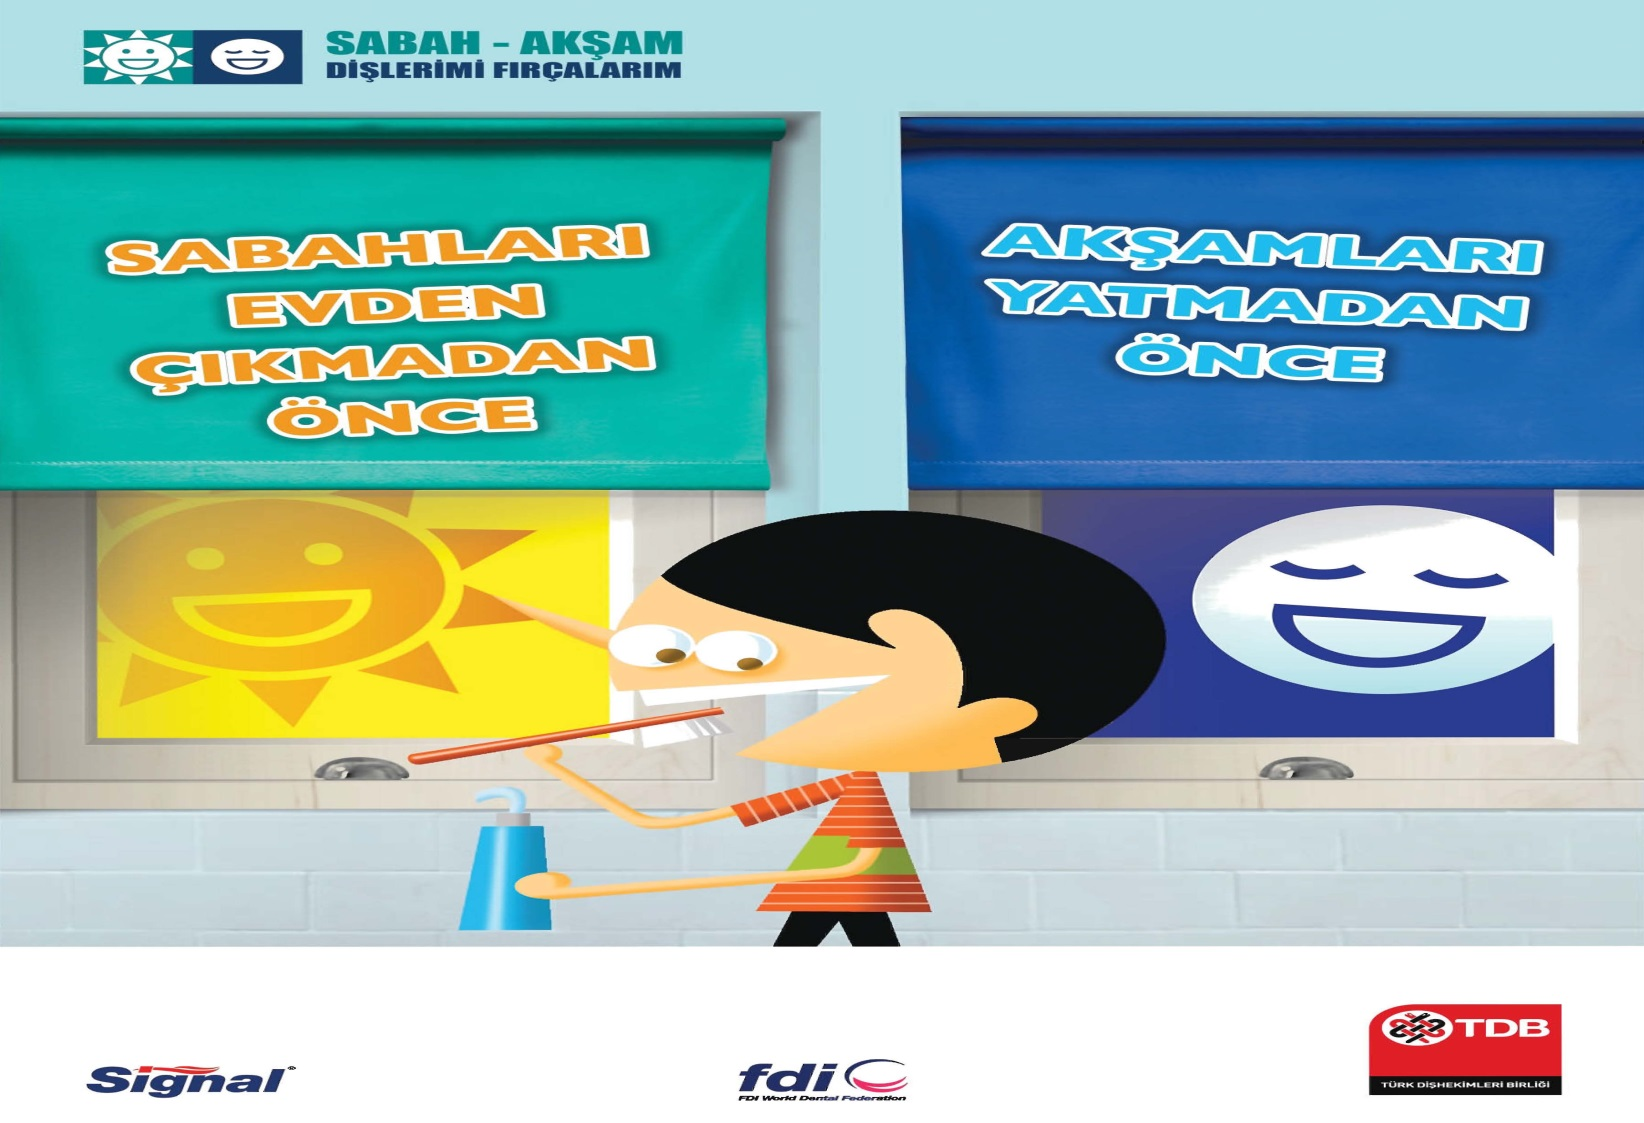 SABAH - AKŞAM
DİŞLERİMİ FIRÇALARIM
SABAHLARI
EVDEN
ÇIKMADAN
ÖNCE
AKŞAMLARI
YATMADAN
ÖNCE
Signal
fdi
FDI World Dental Federation
TDB
TÜRK DİŞHEKİMLERİ BİRLİĞİ